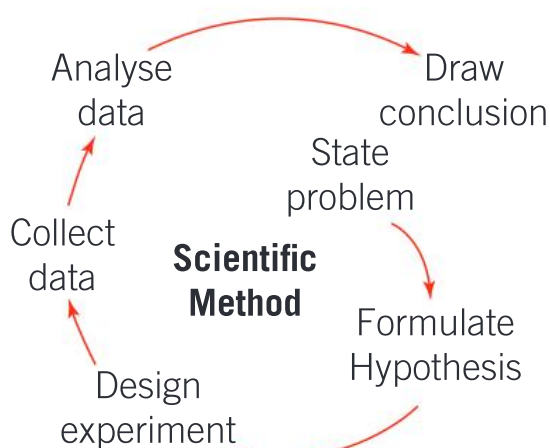 Analyse
data
Draw
conclusion
State
problem
Collect
data
Scientific
Method
Formulate
Hypothesis
Design
experiment